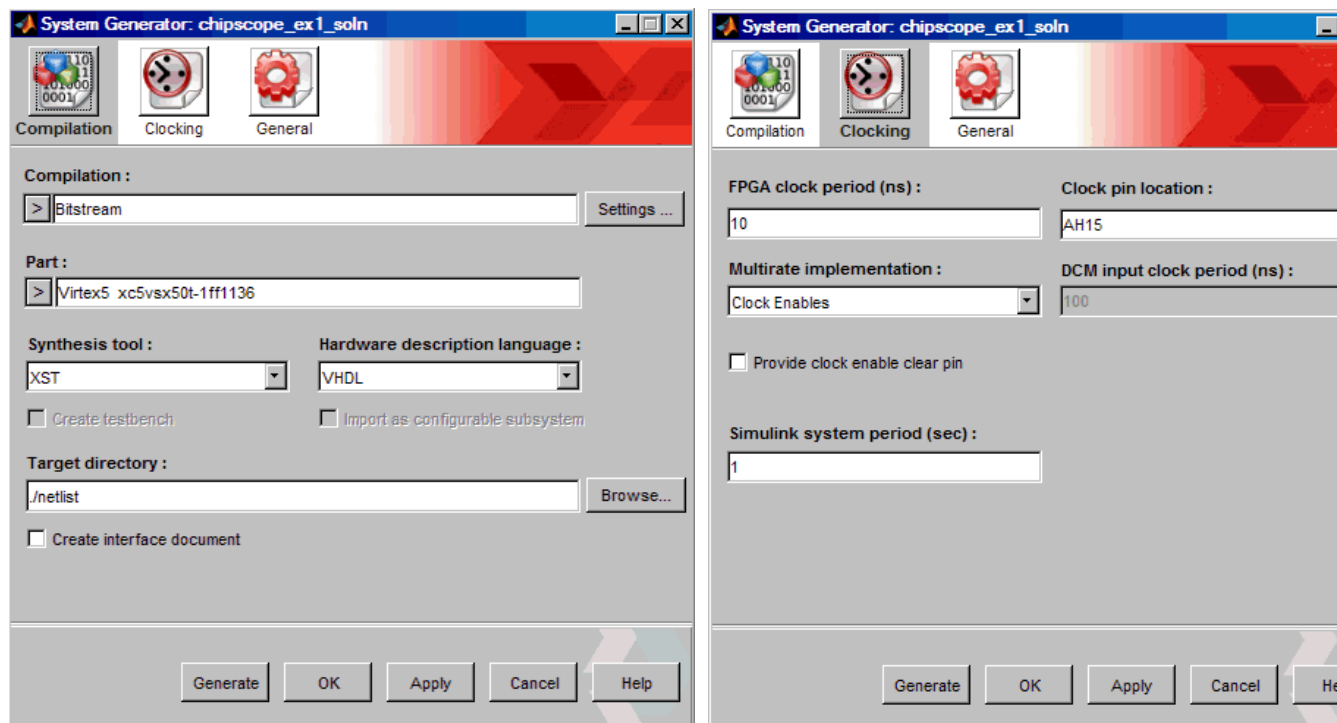 System Generator: chipscope_ex1_soln
Compilation
Clocking
General
Compilation :
> Bitstream
Settings ...
Part :
> Virtex5 xc5vsx50t-1ff1136
Synthesis tool :
Hardware description language :
XST
VHDL
Create testbench
Import as configurable subsystem
Target directory :
./netlist
Browse...
Create interface document
Generate
OK
Apply
Cancel
Help
System Generator: chipscope_ex1_soln
Compilation
Clocking
General
FPGA clock period (ns) :
Clock pin location :
10
AH15
Multirate implementation :
DCM input clock period (ns) :
Clock Enables
100
Provide clock enable clear pin
Simulink system period (sec) :
1
Generate
OK
Apply
Cancel
He